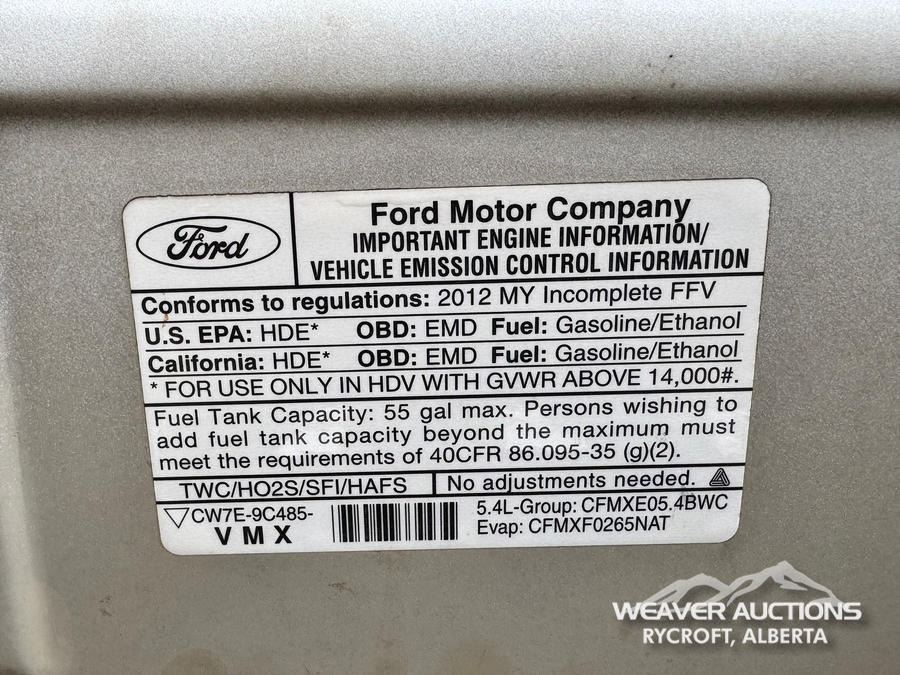 Ford
Ford Motor Company
IMPORTANT ENGINE INFORMATION/
VEHICLE EMISSION CONTROL INFORMATION
Conforms to regulations: 2012 MY Incomplete FFV
U.S. EPA: HDE* OBD: EMD Fuel: Gasoline/Ethanol
California: HDE* OBD: EMD Fuel: Gasoline/Ethanol
* FOR USE ONLY IN HDV WITH GVWR ABOVE 14,000#.
Fuel Tank Capacity: 55 gal max. Persons wishing to
add fuel tank capacity beyond the maximum must
meet the requirements of 40CFR 86.095-35 (g)(2).
TWC/HO2S/SFI/HAFS
No adjustments needed.
CW7E-9C485-
VMX
5.4L-Group: CFMXE05.4BWC
Evap: CFMXF0265NAT
WEAVER AUCTIONS
RYCROFT, ALBERTA